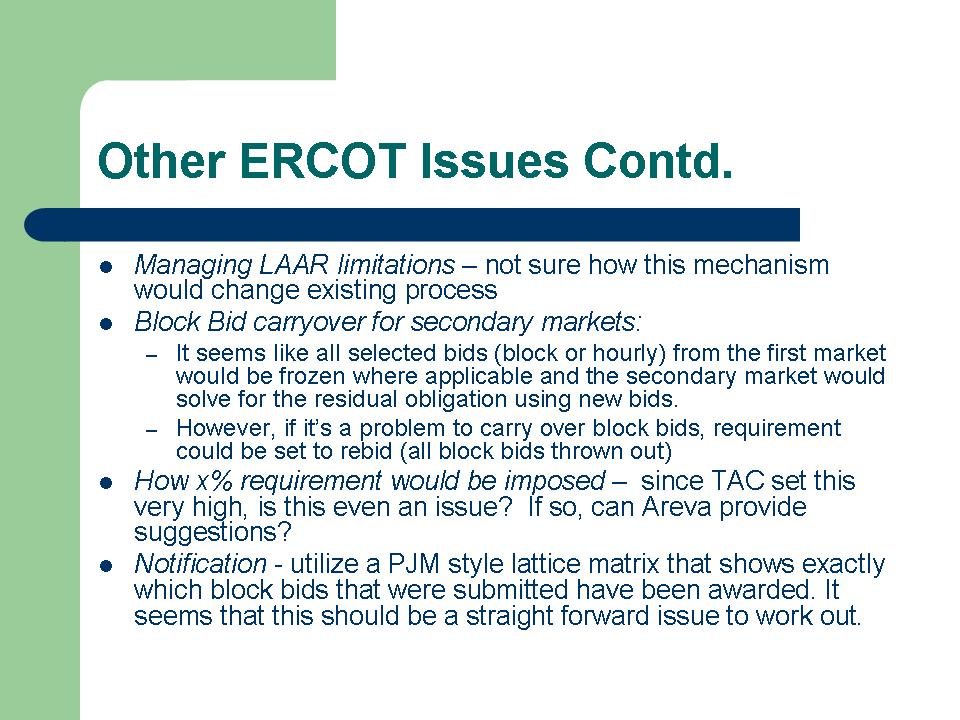 Other ERCOT Issues Contd.
● Managing LAAR limitations – not sure how this mechanism
would change existing process
● Block Bid carryover for secondary markets:
– It seems like all selected bids (block or hourly) from the first market
would be frozen where applicable and the secondary market would
solve for the residual obligation using new bids.
– However, if it's a problem to carry over block bids, requirement
could be set to rebid (all block bids thrown out)
● How x% requirement would be imposed – since TAC set this
very high, is this even an issue? If so, can Areva provide
suggestions?
● Notification - utilize a PJM style lattice matrix that shows exactly
which block bids that were submitted have been awarded. It
seems that this should be a straight forward issue to work out.